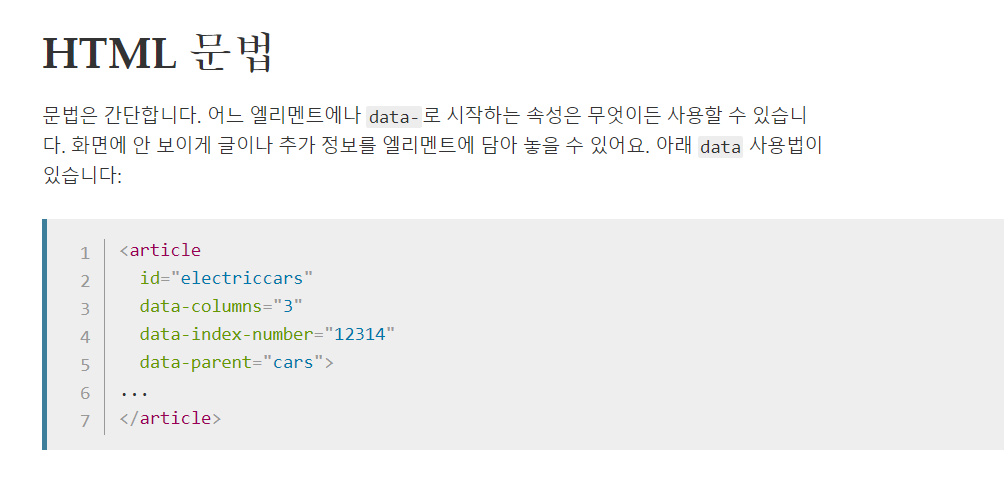 HTML 문법
문법은 간단합니다. 어느 엘리멘트에나 data-로 시작하는 속성은 무엇이든 사용할 수 있습니
다. 화면에 안 보이게 글이나 추가 정보를 엘리멘트에 담아 놓을 수 있어요. 아래 data 사용법이
있습니다:
1 <article
2   id="electriccars"
3   data-columns="3"
4   data-index-number="12314"
5   data-parent="cars">
6 ...
7 </article>